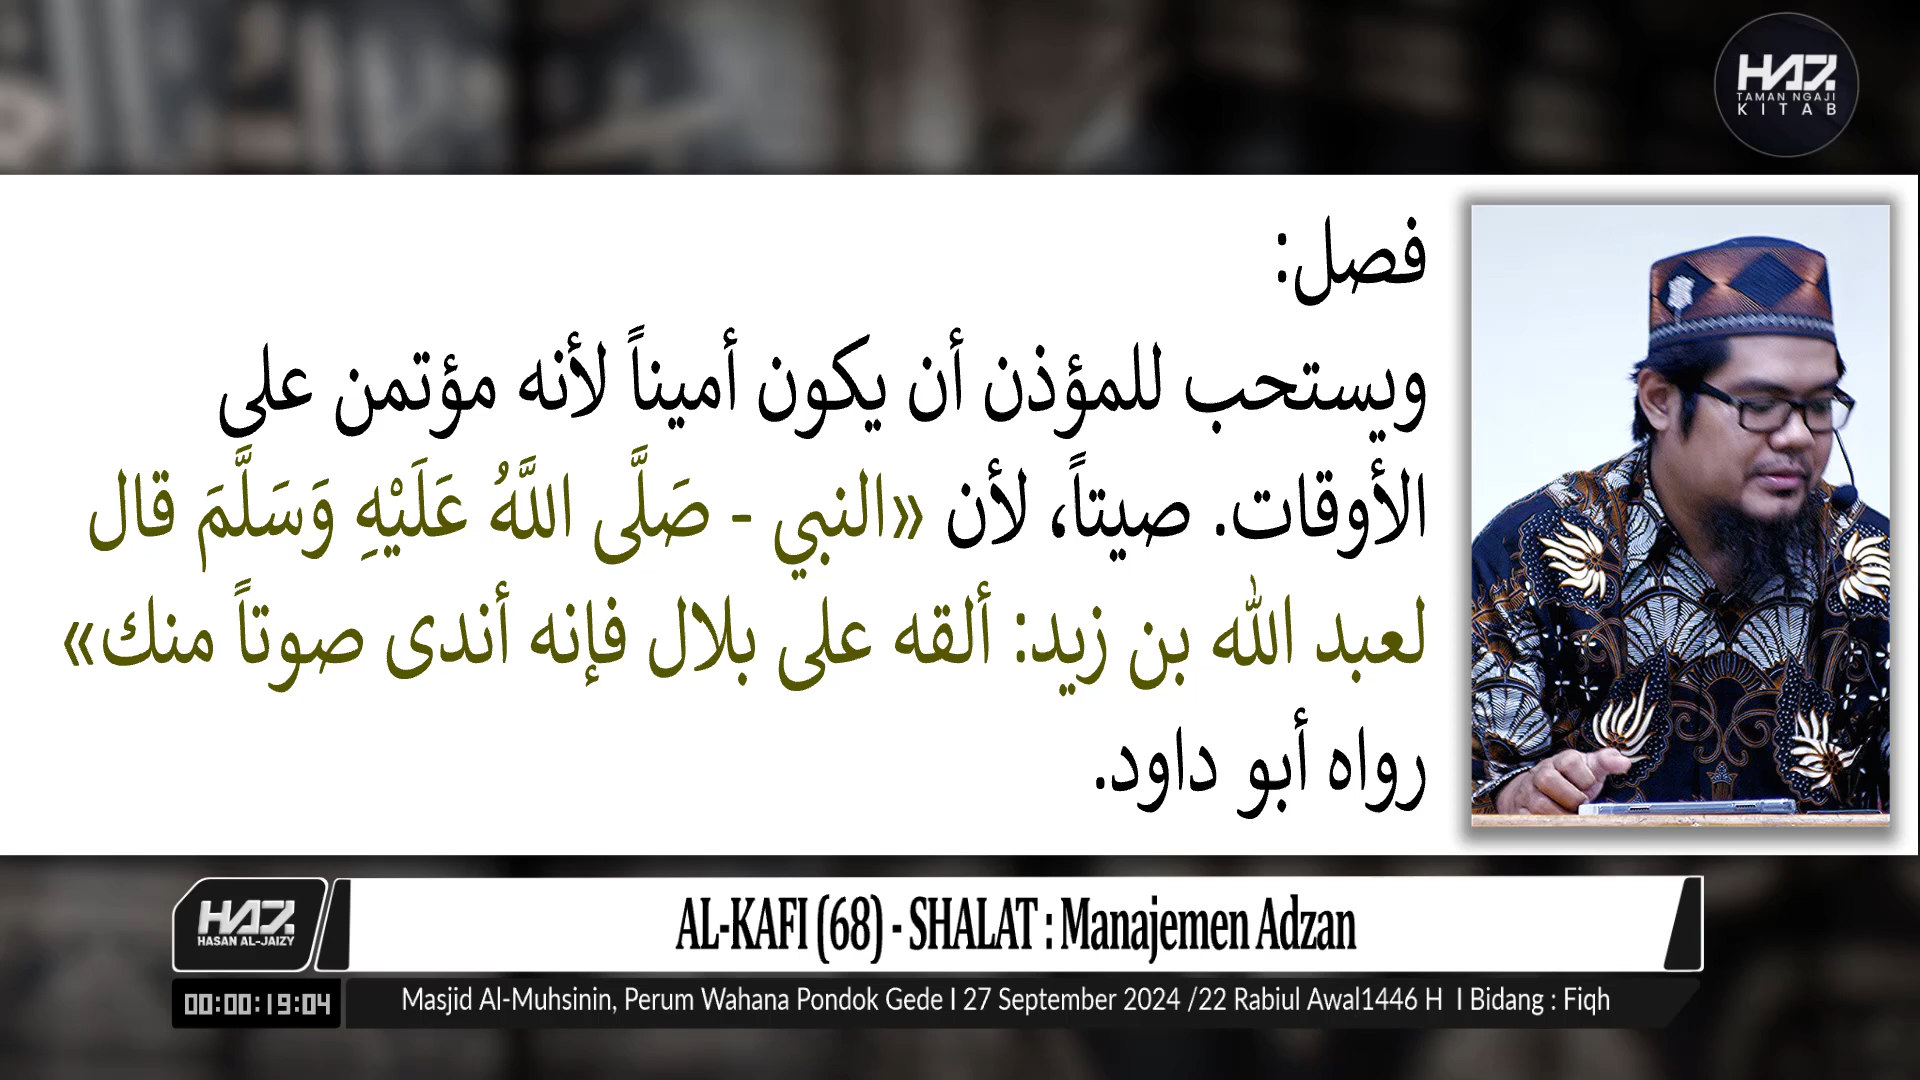 HAZ
TAMAN NGAJI
KITAB
فصل:
ويستحب للمؤذن أن يكون أميناً لأنه مؤتمن على
الأوقات. صيتاً، لأن «النبي - صَلَّى اللَّهُ عَلَيْهِ وَسَلَّمَ قال
لعبد الله بن زيد: ألقه على بلال فإنه أندى صوتاً منك»
رواه أبو داود.
HAZ
HASAN AL-JAIZY
AL-KAFI (68) - SHALAT : Manajemen Adzan
00:00:19:04
Masjid Al-Muhsinin, Perum Wahana Pondok Gede I 27 September 2024 /22 Rabiul Awal1446 H I Bidang : Fiqh